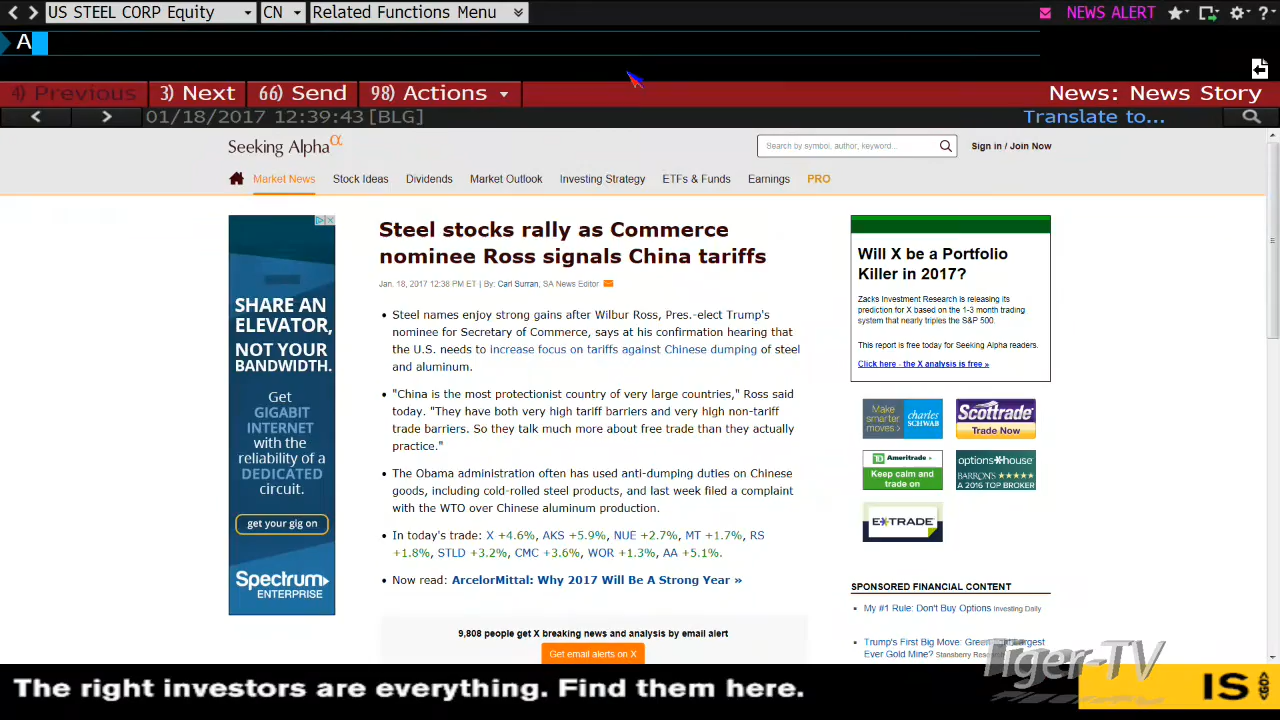 US STEEL CORP Equity CN Related Functions Menu NEWS ALERT
A
4) Previous 3) Next 66) Send 98) Actions News: News Story
01/18/2017 12:39:43 [BLG] Translate to...
Seeking Alpha α
Search by symbol, author, keyword... Sign in / Join Now
Market News Stock Ideas Dividends Market Outlook Investing Strategy ETFs & Funds Earnings PRO
SHARE AN
ELEVATOR,
NOT YOUR
BANDWIDTH.
Get
GIGABIT
INTERNET
with the
reliability of a
DEDICATED
circuit.
get your gig on
Spectrum
ENTERPRISE
Steel stocks rally as Commerce
nominee Ross signals China tariffs
Jan. 18, 2017 12:38 PM ET | By: Carl Surran, SA News Editor
• Steel names enjoy strong gains after Wilbur Ross, Pres.-elect Trump's
nominee for Secretary of Commerce, says at his confirmation hearing that
the U.S. needs to increase focus on tariffs against Chinese dumping of steel
and aluminum.
• "China is the most protectionist country of very large countries," Ross said
today. "They have both very high tariff barriers and very high non-tariff
trade barriers. So they talk much more about free trade than they actually
practice."
• The Obama administration often has used anti-dumping duties on Chinese
goods, including cold-rolled steel products, and last week filed a complaint
with the WTO over Chinese aluminum production.
• In today's trade: X +4.6%, AKS +5.9%, NUE +2.7%, MT +1.7%, RS
+1.8%, STLD +3.2%, CMC +3.6%, WOR +1.3%, AA +5.1%.
• Now read: ArcelorMittal: Why 2017 Will Be A Strong Year »
9,808 people get X breaking news and analysis by email alert
Get email alerts on X
Will X be a Portfolio
Killer in 2017?
Zacks Investment Research is releasing its
prediction for X based on the 1-3 month trading
system that nearly triples the S&P 500.
This report is free today for Seeking Alpha readers.
Click here - the X analysis is free »
Make
smarter
moves >
charles
SCHWAB
Scottrade
Trade Now
TD Ameritrade
Keep calm and
trade on
optionshouse
BARRON'S ★★★★★
A 2016 TOP BROKER
E*TRADE
SPONSORED FINANCIAL CONTENT
• My #1 Rule: Don't Buy Options Investing Daily
• Trump's First Big Move: Largest
Ever Gold Mine? Stansberry
Tiger-TV
The right investors are everything. Find them here.
IS